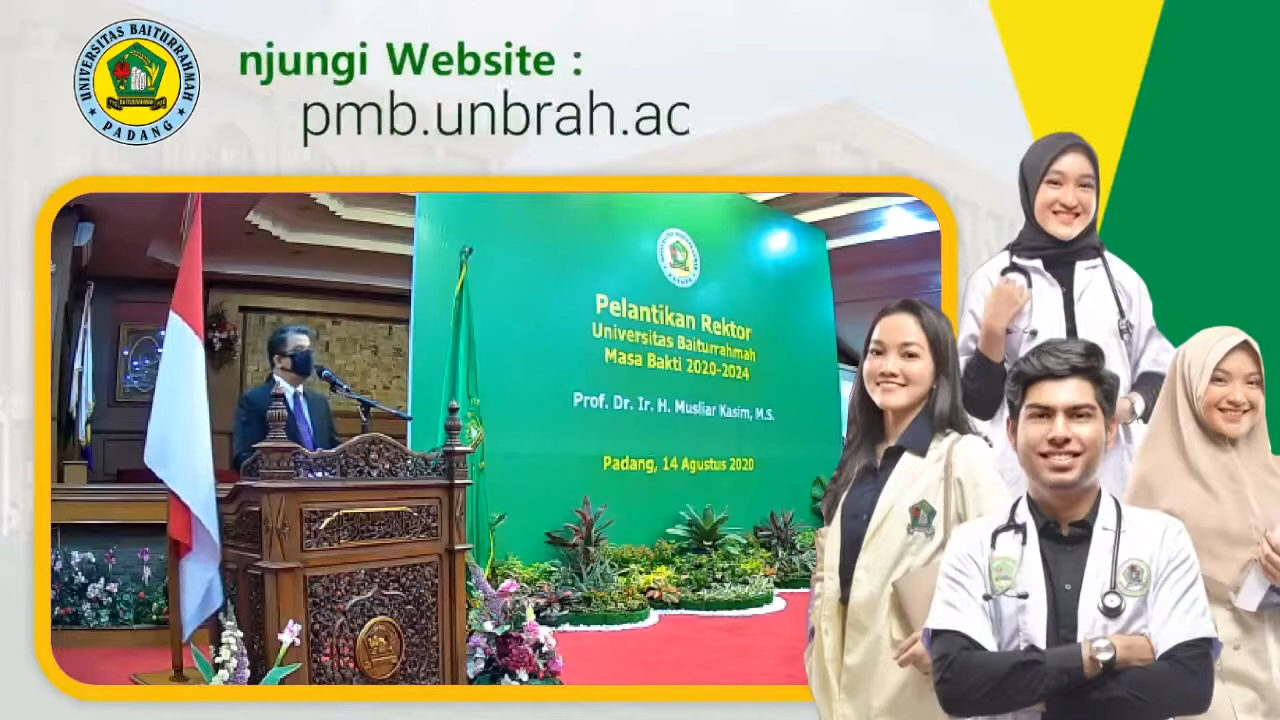 UNIVERSITAS BAITURRAHMAH
BAITURRAHMAH
PADANG
njungi Website :
pmb.unbrah.ac
Pelantikan Rektor
Universitas Baiturrahmah
Masa Bakti 2020-2024
Prof. Dr. Ir. H. Musliar Kasim, M.S.
Padang, 14 Agustus 2020